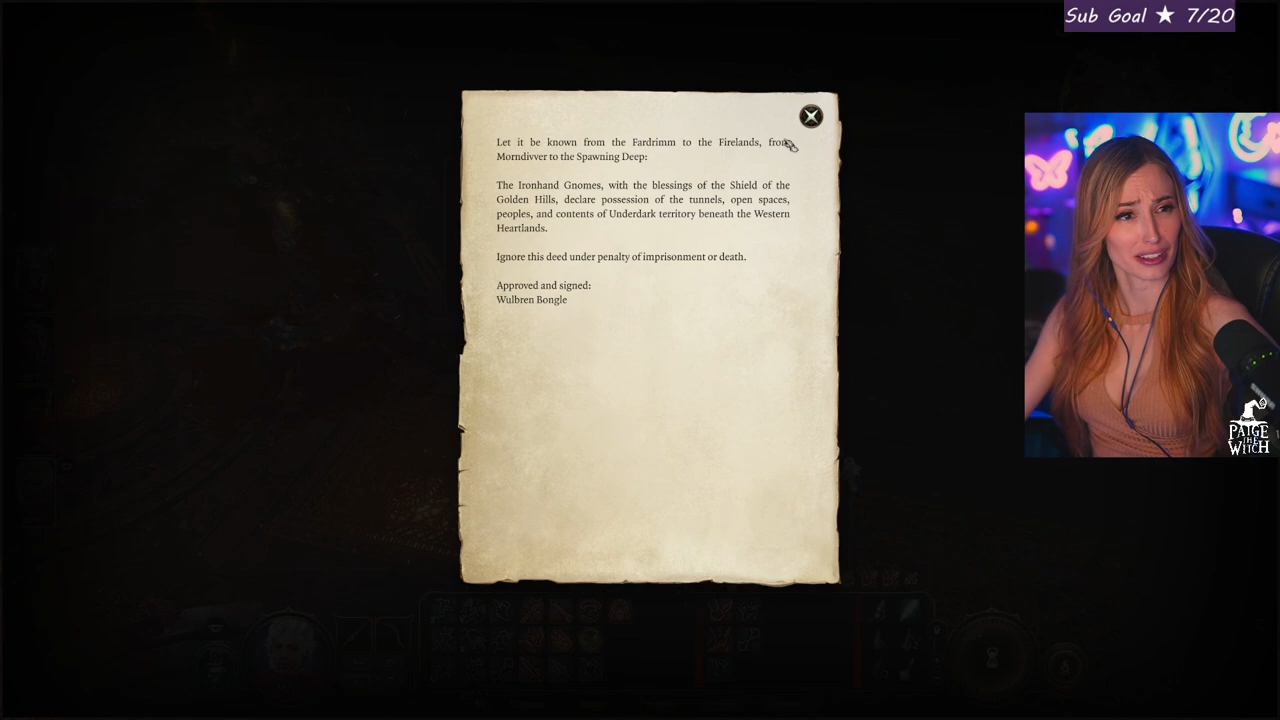 Sub Goal ★ 7/20
Let it be known from the Fardrimm to the Firelands, from
Morndivver to the Spawning Deep:
The Ironhand Gnomes, with the blessings of the Shield of the
Golden Hills, declare possession of the tunnels, open spaces,
peoples, and contents of Underdark territory beneath the Western
Heartlands.
Ignore this deed under penalty of imprisonment or death.
Approved and signed:
Wulbren Bongle
PAIGE
THE
WITCH